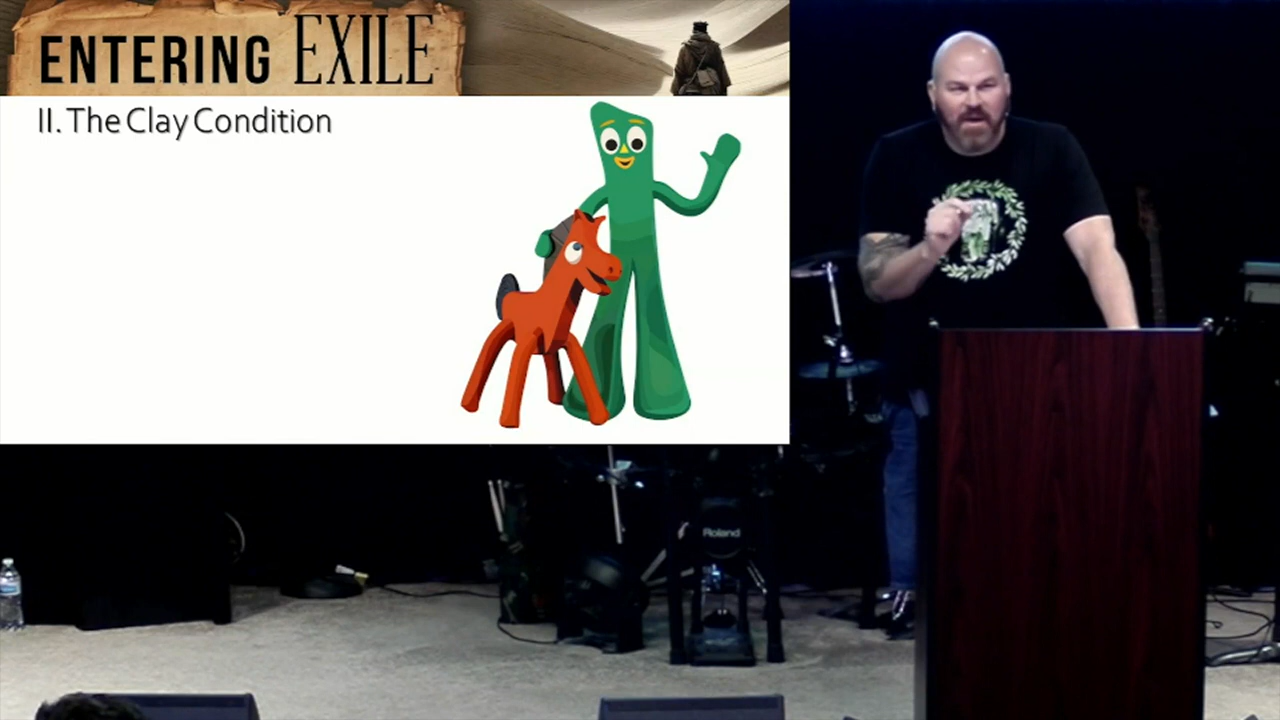 ENTERING EXILE
II. The Clay Condition
Roland